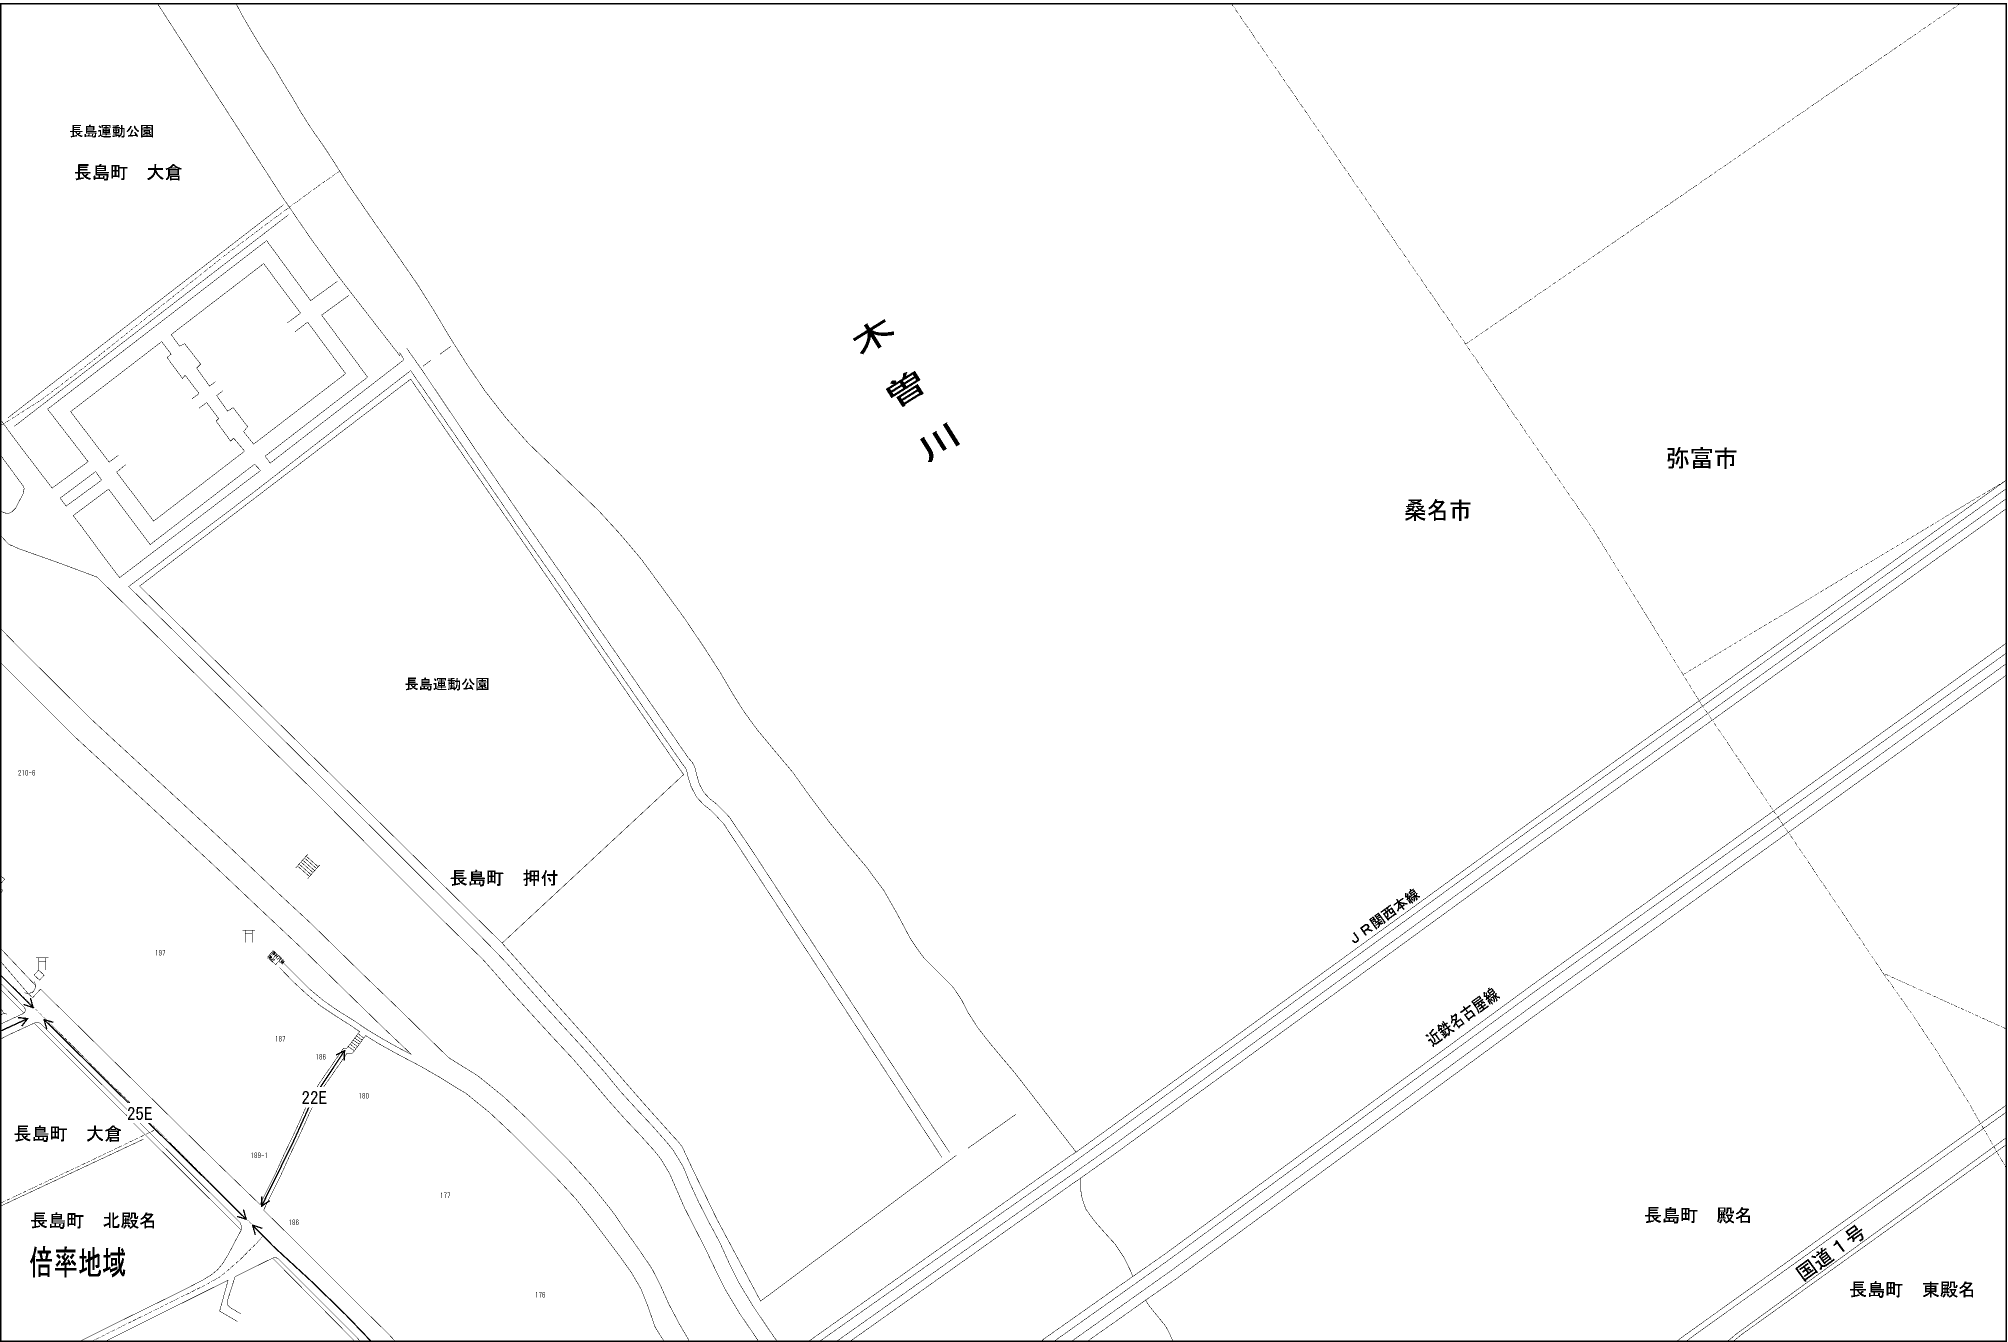 長島運動公園
長島町　大倉
木曽川
弥富市
桑名市
長島運動公園
210-6
長島町　押付
ＪＲ関西本線
197
近鉄名古屋線
187
186
22E
180
25E
長島町　大倉
189-1
177
長島町　殿名
長島町　北殿名
186
国道１号
倍率地域
長島町　東殿名
176